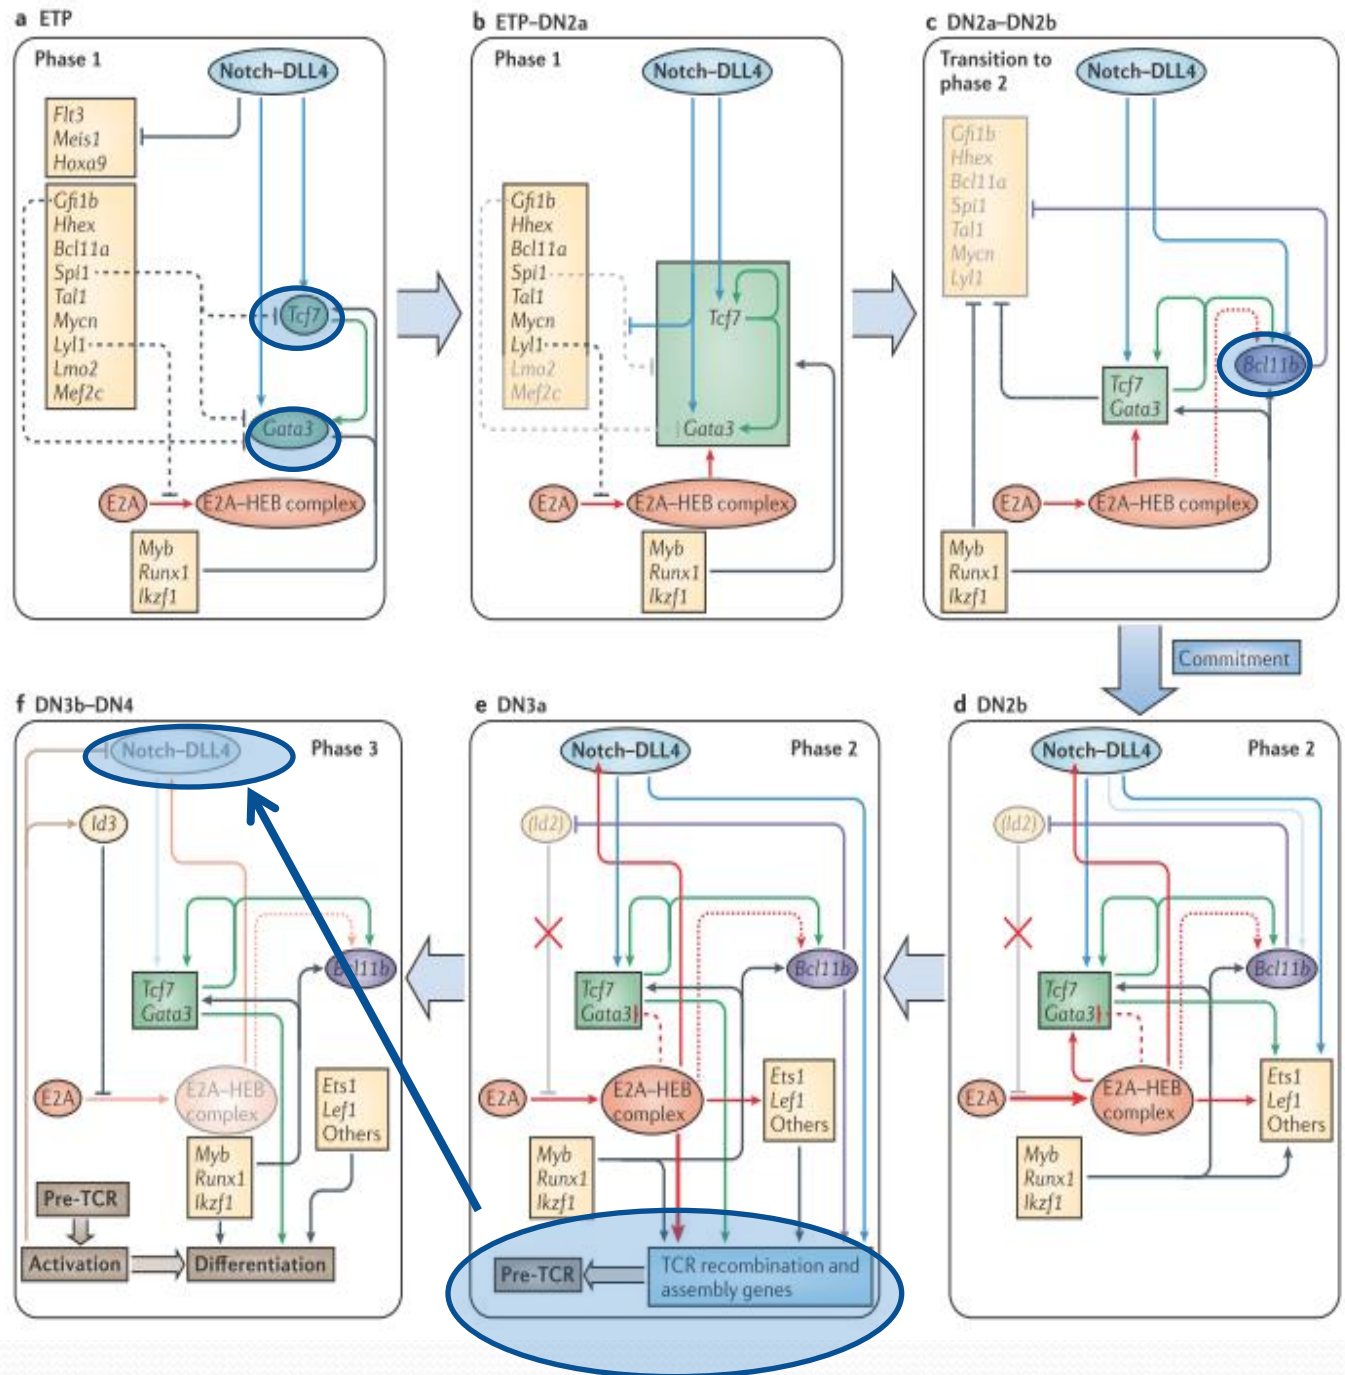 a ETP
Phase 1
Notch–DLL4
Flt3
Meis1
Hoxa9
Gfi1b
Hhex
Bcl11a
Spi1
Tal1
Mycn
Lyl1
Lmo2
Mef2c
Tcf7
Gata3
E2A
E2A–HEB complex
Myb
Runx1
Ikzf1
b ETP–DN2a
Phase 1
Notch–DLL4
Gfi1b
Hhex
Bcl11a
Spi1
Tal1
Mycn
Lyl1
Lmo2
Mef2c
Tcf7
Gata3
E2A
E2A–HEB complex
Myb
Runx1
Ikzf1
c DN2a–DN2b
Transition to
phase 2
Notch–DLL4
Gfi1b
Hhex
Bcl11a
Spi1
Tal1
Mycn
Lyl1
Bcl11b
Tcf7
Gata3
E2A
E2A–HEB complex
Myb
Runx1
Ikzf1
Commitment
f DN3b–DN4
Notch–DLL4
Phase 3
Id3
Bcl11b
Tcf7
Gata3
E2A
E2A–HEB
complex
Ets1
Lef1
Others
Myb
Runx1
Ikzf1
Pre-TCR
Activation
Differentiation
e DN3a
Notch–DLL4
Phase 2
(Id2)
Bcl11b
Tcf7
Gata3
E2A
E2A–HEB
complex
Ets1
Lef1
Others
Myb
Runx1
Ikzf1
Pre-TCR
TCR recombination and
assembly genes
d DN2b
Notch–DLL4
Phase 2
(Id2)
Bcl11b
Tcf7
Gata3
E2A
E2A–HEB
complex
Ets1
Lef1
Others
Myb
Runx1
Ikzf1